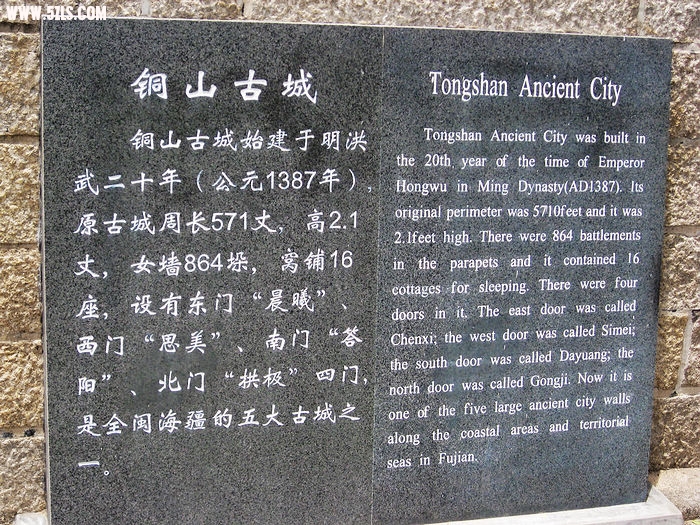 WWW.57LS.COM
铜山古城
铜山古城始建于明洪
武二十年（公元1387年），
原古城周长571丈，高2.1
丈，女墙864垛，窝铺16
座，设有东门“晨曦”、
西门“思美”、南门“答
阳”、北门“拱极”四门，
是全闽海疆的五大古城之
一。
Tongshan Ancient City
Tongshan Ancient City was built in
the 20th year of the time of Emperor
Hongwu in Ming Dynasty(AD1387). Its
original perimeter was 5710feet and it was
2.1feet high. There were 864 battlements
in the parapets and it contained 16
cottages for sleeping. There were four
doors in it. The east door was called
Chenxi; the west door was called Simei;
the south door was called Dayuang; the
north door was called Gongji. Now it is
one of the five large ancient city walls
along the coastal areas and territorial
seas in Fujian.